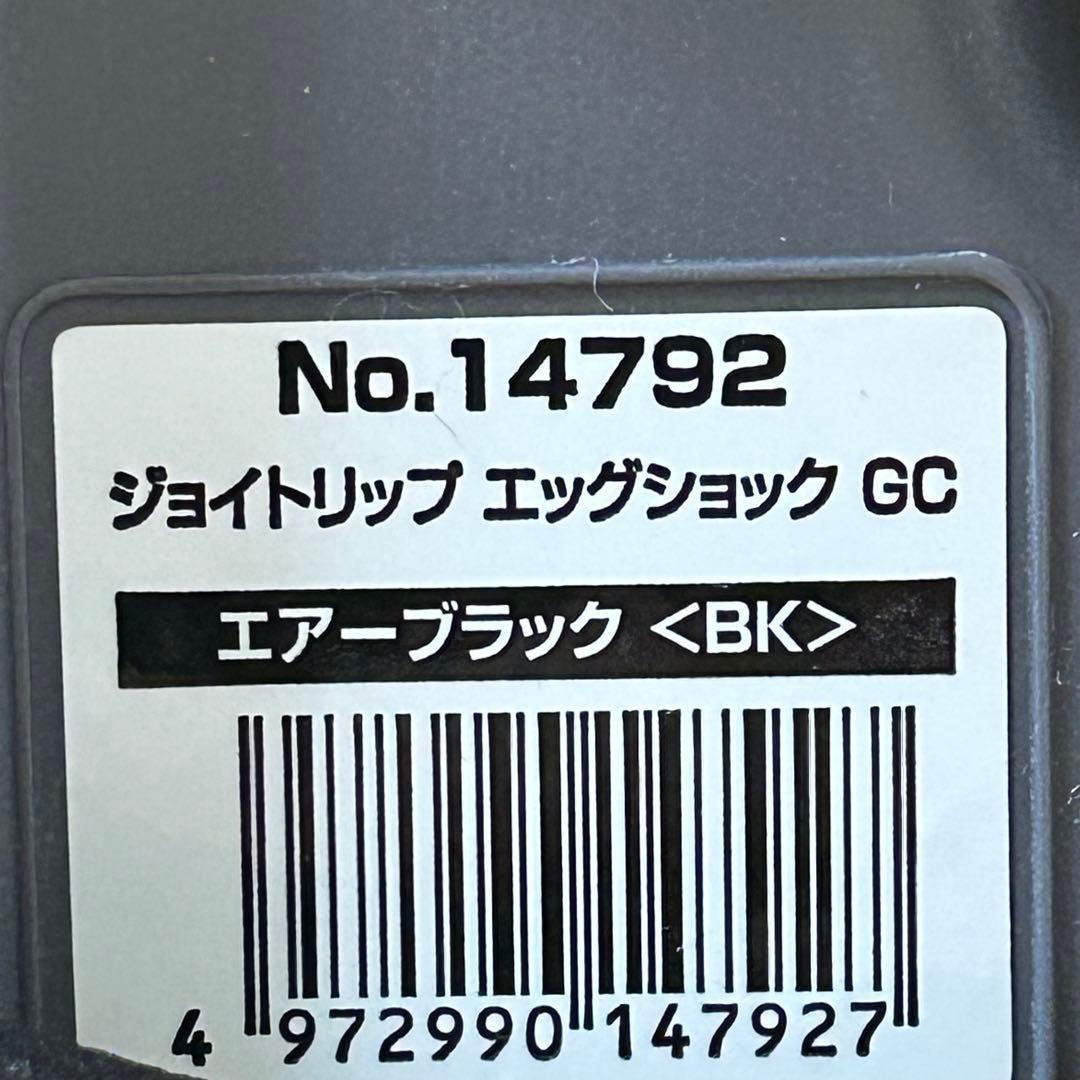 No.14792
ジョイトリップ エッグショック GC
エアーブラック <BK>
4 972990 147927